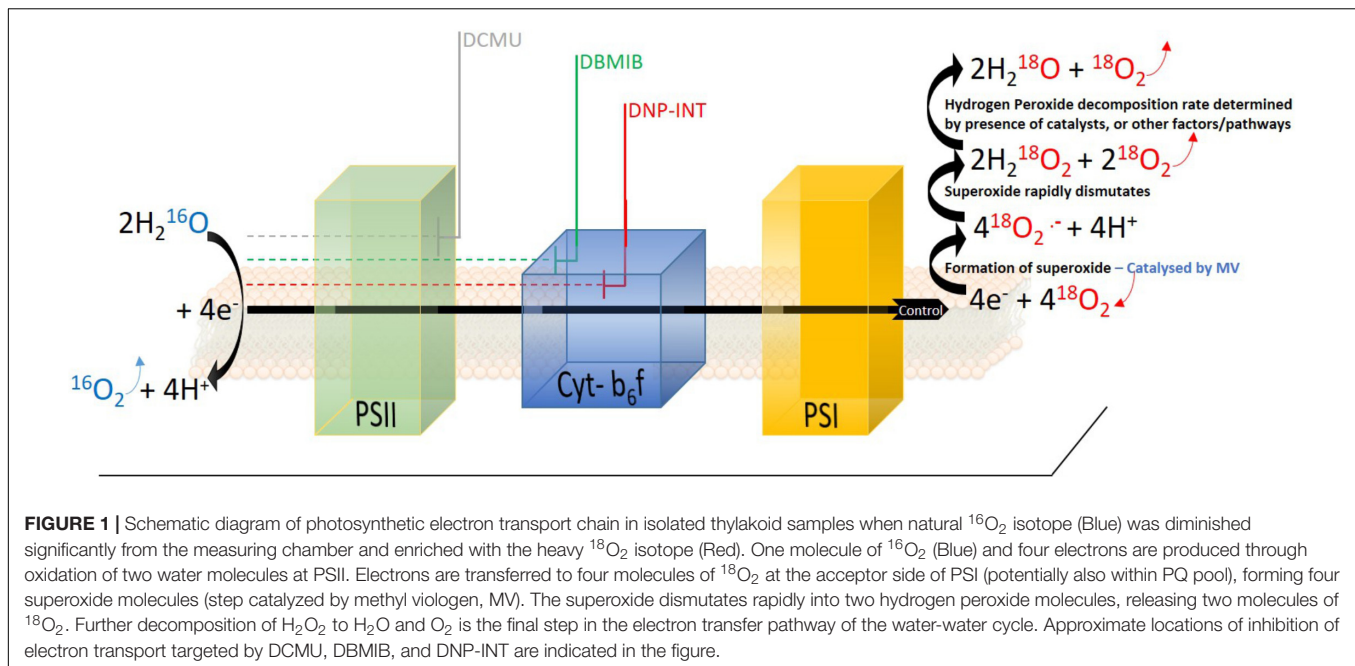 DCMU
DBMIB
DNP-INT
2H₂¹⁸O + ¹⁸O₂
Hydrogen Peroxide decomposition rate determined
by presence of catalysts, or other factors/pathways
2H₂¹⁸O₂ + 2¹⁸O₂
Superoxide rapidly dismutates
4¹⁸O₂·- + 4H⁺
Formation of superoxide – Catalysed by MV
4e⁻ + 4¹⁸O₂
Control
2H₂¹⁶O
+ 4e⁻
¹⁶O₂ + 4H⁺
PSII
Cyt- b₆f
PSI
FIGURE 1 | Schematic diagram of photosynthetic electron transport chain in isolated thylakoid samples when natural ¹⁶O₂ isotope (Blue) was diminished
significantly from the measuring chamber and enriched with the heavy ¹⁸O₂ isotope (Red). One molecule of ¹⁶O₂ (Blue) and four electrons are produced through
oxidation of two water molecules at PSII. Electrons are transferred to four molecules of ¹⁸O₂ at the acceptor side of PSI (potentially also within PQ pool), forming four
superoxide molecules (step catalyzed by methyl viologen, MV). The superoxide dismutates rapidly into two hydrogen peroxide molecules, releasing two molecules of
¹⁸O₂. Further decomposition of H₂O₂ to H₂O and O₂ is the final step in the electron transfer pathway of the water-water cycle. Approximate locations of inhibition of
electron transport targeted by DCMU, DBMIB, and DNP-INT are indicated in the figure.